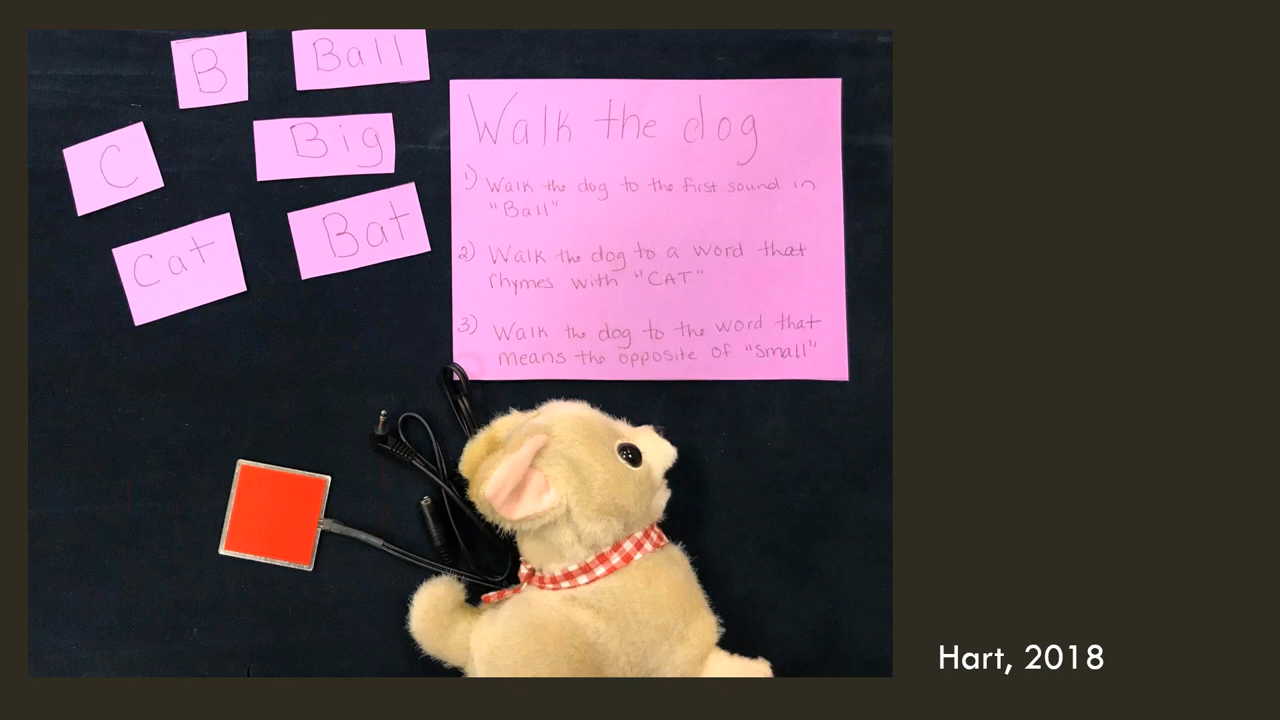 B
Ball
C
Big
Cat
Bat
Walk the dog
1) Walk the dog to the first sound in
"Ball"
2) Walk the dog to a word that
rhymes with "CAT"
3) Walk the dog to the word that
means the opposite of "Small"
Hart, 2018